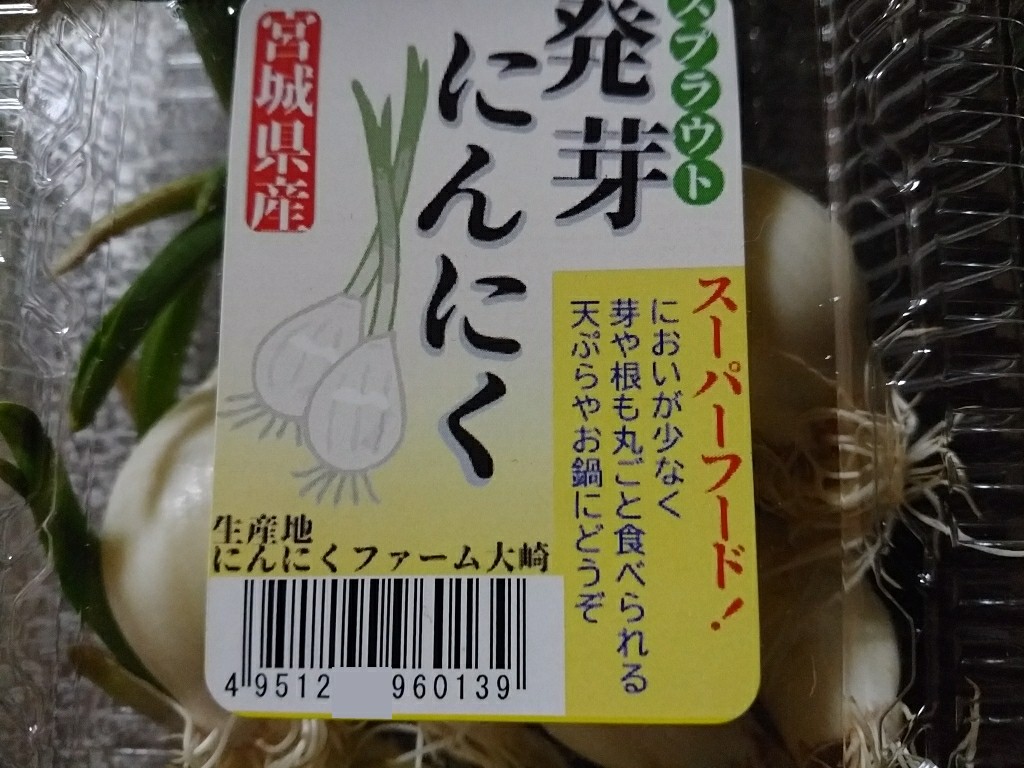 スプラウト
発芽
にんにく
宮城県産
スーパーフード!
においが少なく
芽や根も丸ごと食べられる
天ぷらやお鍋にどうぞ
生産地
にんにくファーム大崎
4 9512 960139